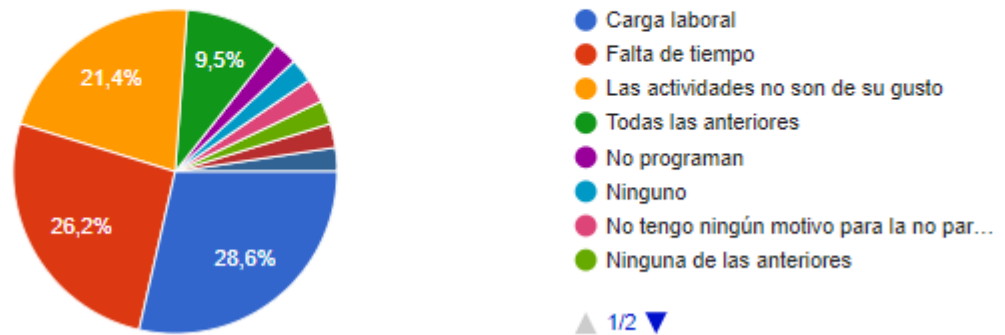 9,5%
21,4%
26,2%
28,6%
Carga laboral
Falta de tiempo
Las actividades no son de su gusto
Todas las anteriores
No programan
Ninguno
No tengo ningún motivo para la no par...
Ninguna de las anteriores
1/2